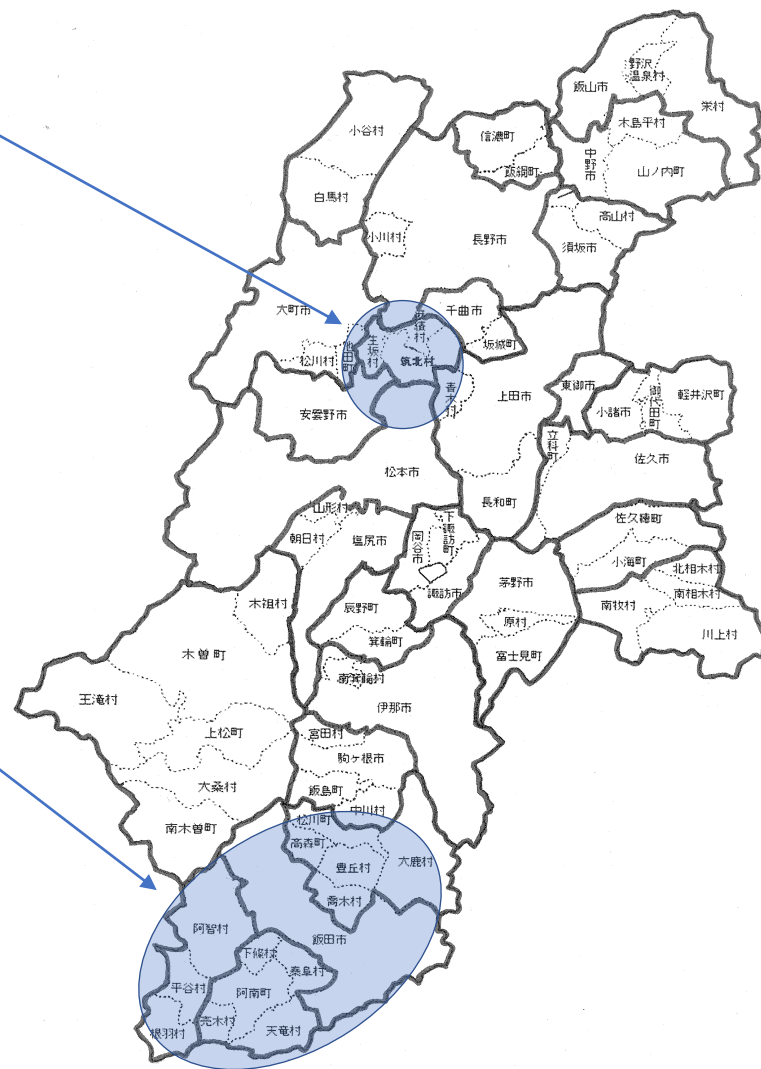 野沢
温泉村
飯山市
栄村
木島平村
小谷村
信濃町
中野市
飯綱町
山ノ内町
白馬村
高山村
小川村
長野市
須坂市
大町市
千曲市
麻績村
生坂村
坂城町
池田町
松川村
筑北村
青木村
上田市
東御市
御代田町
軽井沢町
小諸市
安曇野市
立科町
佐久市
松本市
長和町
山形村
佐久穂町
朝日村
塩尻市
岡谷市
下諏訪町
小海町
北相木村
茅野市
諏訪市
南相木村
南牧村
木祖村
辰野町
原村
川上村
箕輪町
木曽町
富士見町
南箕輪村
王滝村
伊那市
上松町
宮田村
駒ヶ根市
大桑村
飯島町
中川村
南木曽町
松川町
高森町
大鹿村
豊丘村
喬木村
阿智村
飯田市
下條村
泰阜村
平谷村
阿南町
売木村
根羽村
天竜村